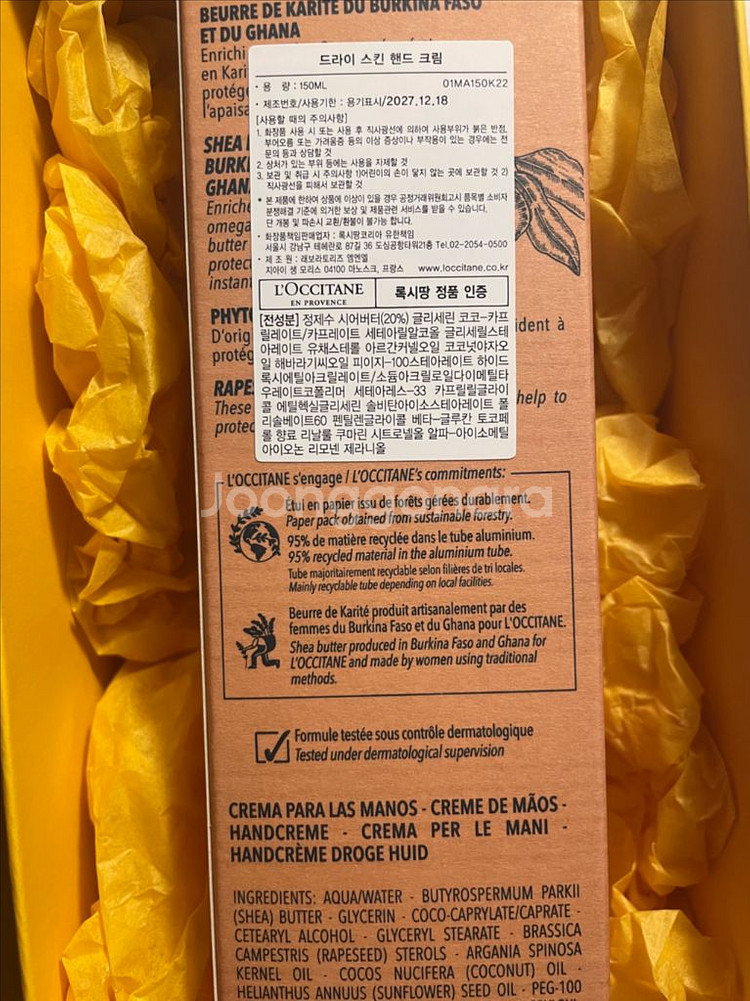 BEURRE DE KARITÉ DU BURKINA FASO
ET DU GHANA
Enrichi
en Kari
protég
l'apaisa
SHEA
BURK
GHAN
Enriche
omega
butter
protec
instan
PHYT
D'orig
protég
ident à
RAPE
These
help to
protec
드라이 스킨 핸드 크림
· 용 량 : 150ML 01MA150K22
· 제조번호/사용기한 : 용기표시/2027.12.18
[사용할 때의 주의사항]
1. 화장품 사용 시 또는 사용 후 직사광선에 의하여 사용부위가 붉은 반점,
부어오름 또는 가려움증 등의 이상 증상이나 부작용이 있는 경우에는 전
문의 등과 상담할 것
2. 상처가 있는 부위 등에는 사용을 자제할 것
3. 보관 및 취급 시 주의사항 1)어린이의 손이 닿지 않는 곳에 보관할 것 2)
직사광선을 피해서 보관할 것
* 본 제품에 한하여 상품에 이상이 있을 경우 공정거래위원회고시 품목별 소비자
분쟁해결 기준에 의거한 보상 및 제품관련 서비스를 받을 수 있습니다.
단 개봉 및 파손시 교환/환불이 불가능 합니다.
· 화장품책임판매업자 : 록시땅코리아 유한책임
서울시 강남구 테헤란로 87길 36 도심공항타워2층 Tel.02-2054-0500
· 제 조 원 : 래보라토리즈 엠엔엘
지아이 생 모리스 04100 마노스크, 프랑스 www.loccitane.co.kr
L'OCCITANE
EN PROVENCE
록시땅 정품 인증
[전성분] 정제수 시어버터(20%) 글리세린 코코-카프
릴레이트/카프레이트 세테아릴알코올 글리세릴스테
아레이트 유채스테롤 아르간커넬오일 코코넛야자오
일 해바라기씨오일 피이지-100스테아레이트 하이드
록시에틸아크릴레이트/소듐아크릴로일다이메틸타
우레이트코폴리머 세테아레스-33 카프릴릴글라이
콜 에틸헥실글리세린 솔비탄아이소스테아레이트 폴
리솔베이트60 펜틸렌글라이콜 베타-글루칸 토코페
롤 향료 리날룰 쿠마린 시트로넬올 알파-아이소메틸
아이오논 리모넨 제라니올
L'OCCITANE s'engage / L'OCCITANE's commitments:
Joonggonara
Étui en papier issu de forêts gérées durablement.
Paper pack obtained from sustainable forestry.
95% de matière recyclée dans le tube aluminium.
95% recycled material in the aluminium tube.
Tube majoritairement recyclable selon filières de tri locales.
Mainly recyclable tube depending on local facilities.
Beurre de Karité produit artisanalement par des
femmes du Burkina Faso et du Ghana pour L'OCCITANE.
Shea butter produced in Burkina Faso and Ghana for
L'OCCITANE and made by women using traditional
methods.
Formule testée sous contrôle dermatologique
Tested under dermatological supervision
CREMA PARA LAS MANOS - CREME DE MÃOS -
HANDCREME - CREMA PER LE MANI -
HANDCRÈME DROGE HUID
INGREDIENTS: AQUA/WATER - BUTYROSPERMUM PARKII
(SHEA) BUTTER - GLYCERIN - COCO-CAPRYLATE/CAPRATE -
CETEARYL ALCOHOL - GLYCERYL STEARATE - BRASSICA
CAMPESTRIS (RAPESEED) STEROLS - ARGANIA SPINOSA
KERNEL OIL - COCOS NUCIFERA (COCONUT) OIL -
HELIANTHUS ANNUUS (SUNFLOWER) SEED OIL - PEG-100